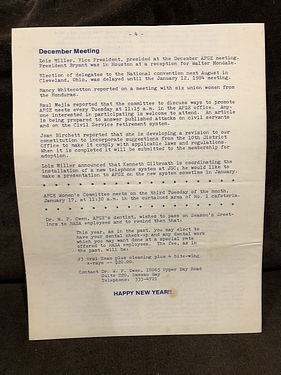 - 4 -
December Meeting
Lois Miller, Vice President, presided at the December AFGE meeting.
President Bryant was in Houston at a reception for Walter Mondale.
Election of delegates to the National convention next August in
Cleveland, Ohio, was delayed until the January 12, 1984 meeting.
Nancy Whitecotton reported on a meeting with six union women from
the Honduras.
Raul Mejia reported that the committee to discuss ways to promote
AFGE meets every Tuesday at 11:15 a.m. in the AFGE office. Any-
one interested in participating is welcome to attend. An article
is being prepared to answer published attacks on civil servants
and on the Civil Service retirement system.
Joan Birchett reported that she is developing a revision to our
constitution to incorporate suggestions from the 10th District
Office to make it comply with applicable laws and regulations.
When it is completed it will be submitted to the membership for
adoption.
Lois Miller announced that Kenneth Gilbreath is coordinating the
installation of a new telephone system at JSC; he would like to
make a presentation to AFGE on the new system sometime in January.
AFGE Women's Committee meets on the third Tuesday of the month,
January 17, at 11:30 a.m. in the curtained area of No. 1 cafeteria.
Dr. W. F. Owen, AFGE's dentist, wishes to pass on Season's Greet-
ings to NASA employees and to remind them that:
This year, as in the past, you may elect to
have your dental check-up and any dental work
which you may want done at a special rate
offered to NASA employees. The fee, as in
the past, will be:
#3 Oral Exam plus cleaning plus 4 bite-wing
x-rays -- $20.00.
Contact Dr. W. F. Owen, 18065 Upper Bay Road
Nassau Bay
Telephone: 333-4721
HAPPY NEW YEAR!!